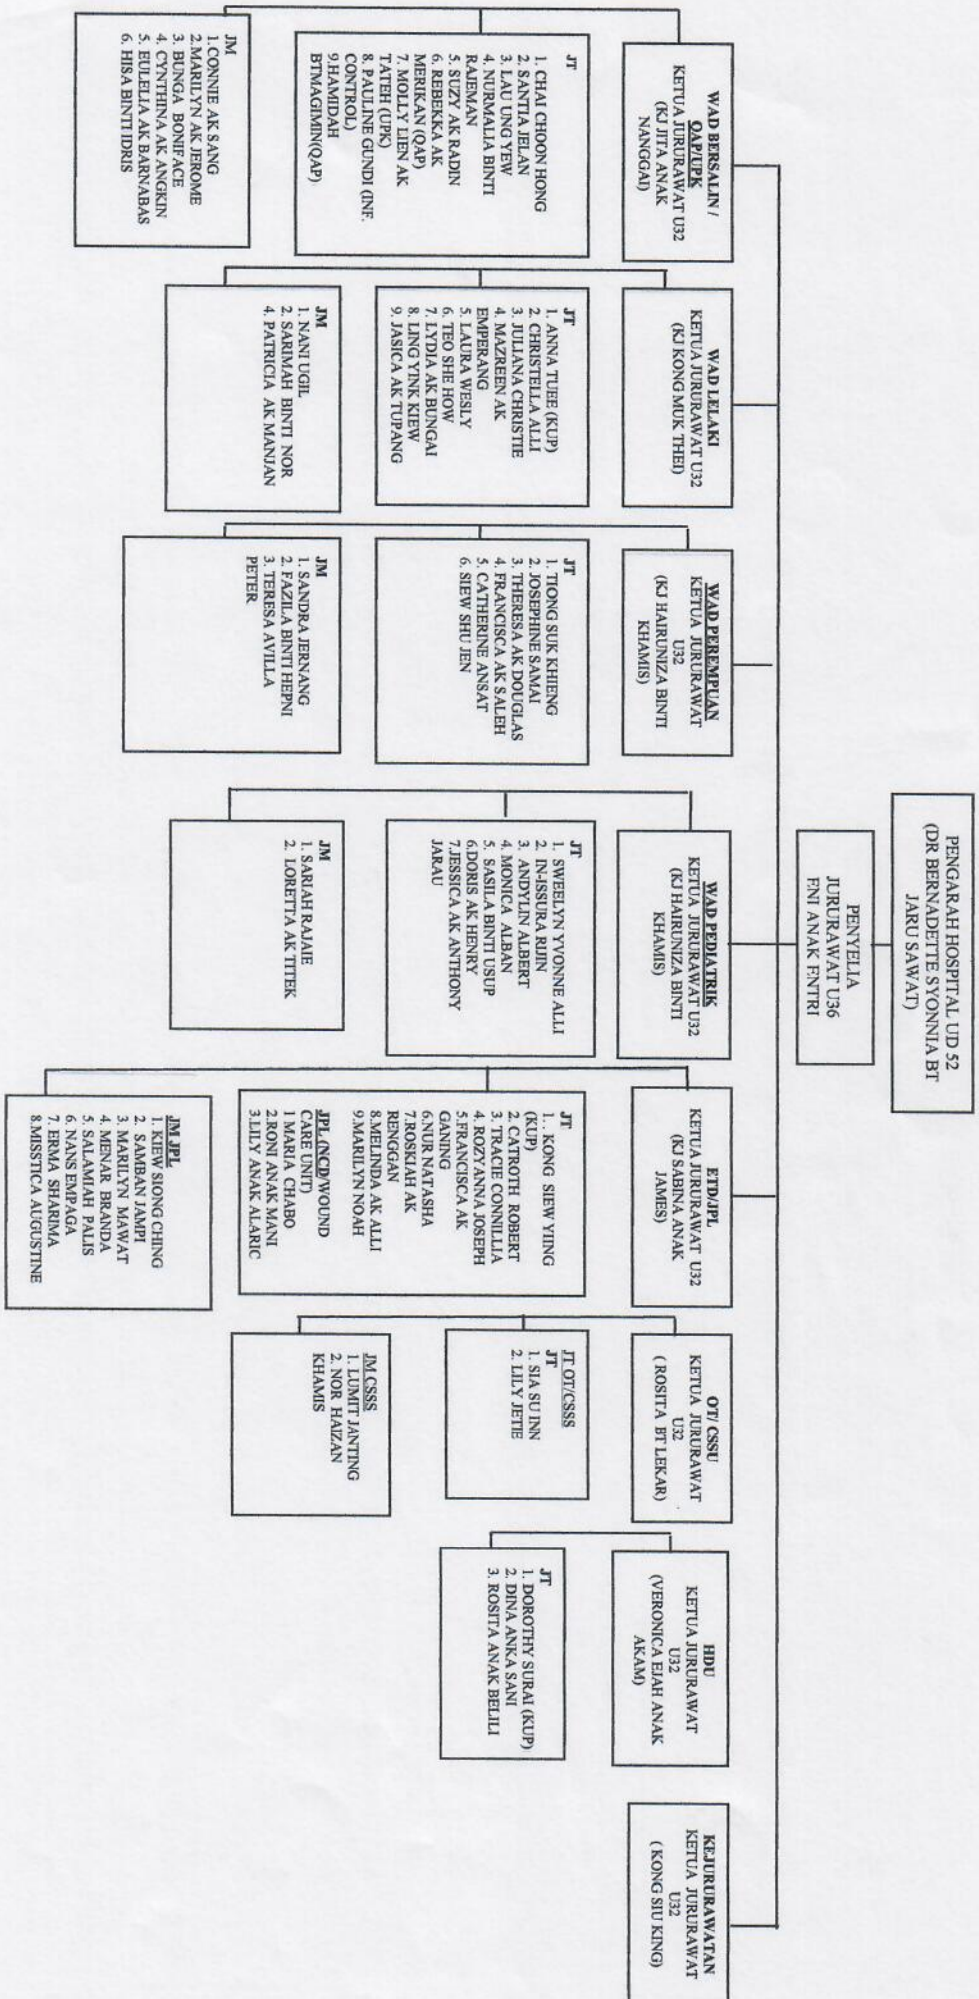 PENGARAH HOSPITAL UD 52
(DR BERNADETTE SYONNIA BT
JARU SAWAT)
PENYELIA
JURURAWAT U36
ENI ANAK ENTRI
WAD BERSALIN /
QAP/UPK
KETUA JURURAWAT U32
(KJ JITA ANAK
NANGGAI)
JT
1. CHAI CHOON HONG
2. SANTIA JELAN
3. LAU UNG YEW
4. NURMALIA BINTI
RAJEMAN
5. SUZY AK RADIN
6. REBEKKA AK
MERIKAN (QAP)
7. MOLLY LIEN AK
TATEH (UPK)
8. PAULINE GUNDI (INF.
CONTROL)
9.HAMIDAH
BTMAGIMIN(QAP)
JM
1.CONNIE AK SANG
2.MARILYN AK JEROME
3. BUNGA BONIFACE
4. CYNTHINA AK ANGKIN
5. EULELIA AK BARNABAS
6. HISA BINTI IDRIS
WAD LELAKI
KETUA JURURAWAT U32
(KJ KONG MUK THEI)
JT
1. ANNA TUEE (KUP)
2. CHRISTELLA ALLI
3. JULIANA CHRISTIE
4. MAZREEN AK
EMPERANG
5. LAURA WESLY
6. TEO SHE HOW
7. LYDIA AK BUNGAI
8. LING YINK KIEW
9. JASICA AK TUPANG
JM
1. NANI UGIL
2. SARIMAH BINTI NOR
4. PATRICIA AK MANJAN
WAD PEREMPUAN
KETUA JURURAWAT
U32
(KJ HAIRUNIZA BINTI
KHAMIS)
JT
1. TIONG SUK KHIENG
2. JOSEPHINE SAMAI
3. THERESA AK DOUGLAS
4. FRANCISCA AK SALEH
5. CATHERINE ANSAT
6. SIEW SHU JEN
JM
1. SANDRA JERNANG
2. FAZILA BINTI HEPNI
3. TERESA AVILLA
PETER
WAD PEDIATRIK
KETUA JURURAWAT U32
(KJ HAIRUNIZA BINTI
KHAMIS)
JT
1. SWEELYN YVONNE ALLI
2. IN-ISSURA RIJIN
3. ANDYLIN ALBERT
4. MONICA ALBAN
5. SASILA BINTI USUP
6.DORIS AK HENRY
7.JESSICA AK ANTHONY
JARAU
JM
1. SARIAH RAJAIE
2. LORETTA AK TITEK
ETD/JPL
KETUA JURURAWAT U32
(KJ SABINA ANAK
JAMES)
JT
1. . KONG SIEW YIING
(KUP)
2. CATROTH ROBERT
3. TRACIE CONNILLIA
4. ROZYANNA JOSEPH
5.FRANCISCA AK
GANING
6.NUR NATASHA
7.ROSKIAH AK
RENGGAN
8.MELINDA AK ALLI
9.MARILYN NOAH
JPL (NCD/WOUND
CARE UNIT)
1 MARIA CHABO
2.RONI ANAK MANI
3.LILY ANAK ALARIC
JM JPL
1. KIEW SIONG CHING
2. SAMBAN JAMPI
3. MARILYN MAWAT
4. MENAR BRANDA
5. SALAMIAH PALIS
6. NANS EMPAGA
7. ERMA SHARIMA
8.MISSTICA AUGUSTINE
OT/ CSSU
KETUA JURURAWAT
U32
( ROSITA BT LEKAR)
JT OT/CSSS
JT
1. SIA SU INN
2. LILY JETIE
JM CSSS
1. LUMIT JANTING
2. NOR HAIZAN
KHAMIS
HDU
KETUA JURURAWAT
U32
(VERONICA EJAH ANAK
AKAM)
JT
1. DOROTHY SURAI (KUP)
2. DINA ANKA SANI
3. ROSITA ANAK BELILI
KEJURURAWATAN
KETUA JURURAWAT
U32
( KONG SIU KING)